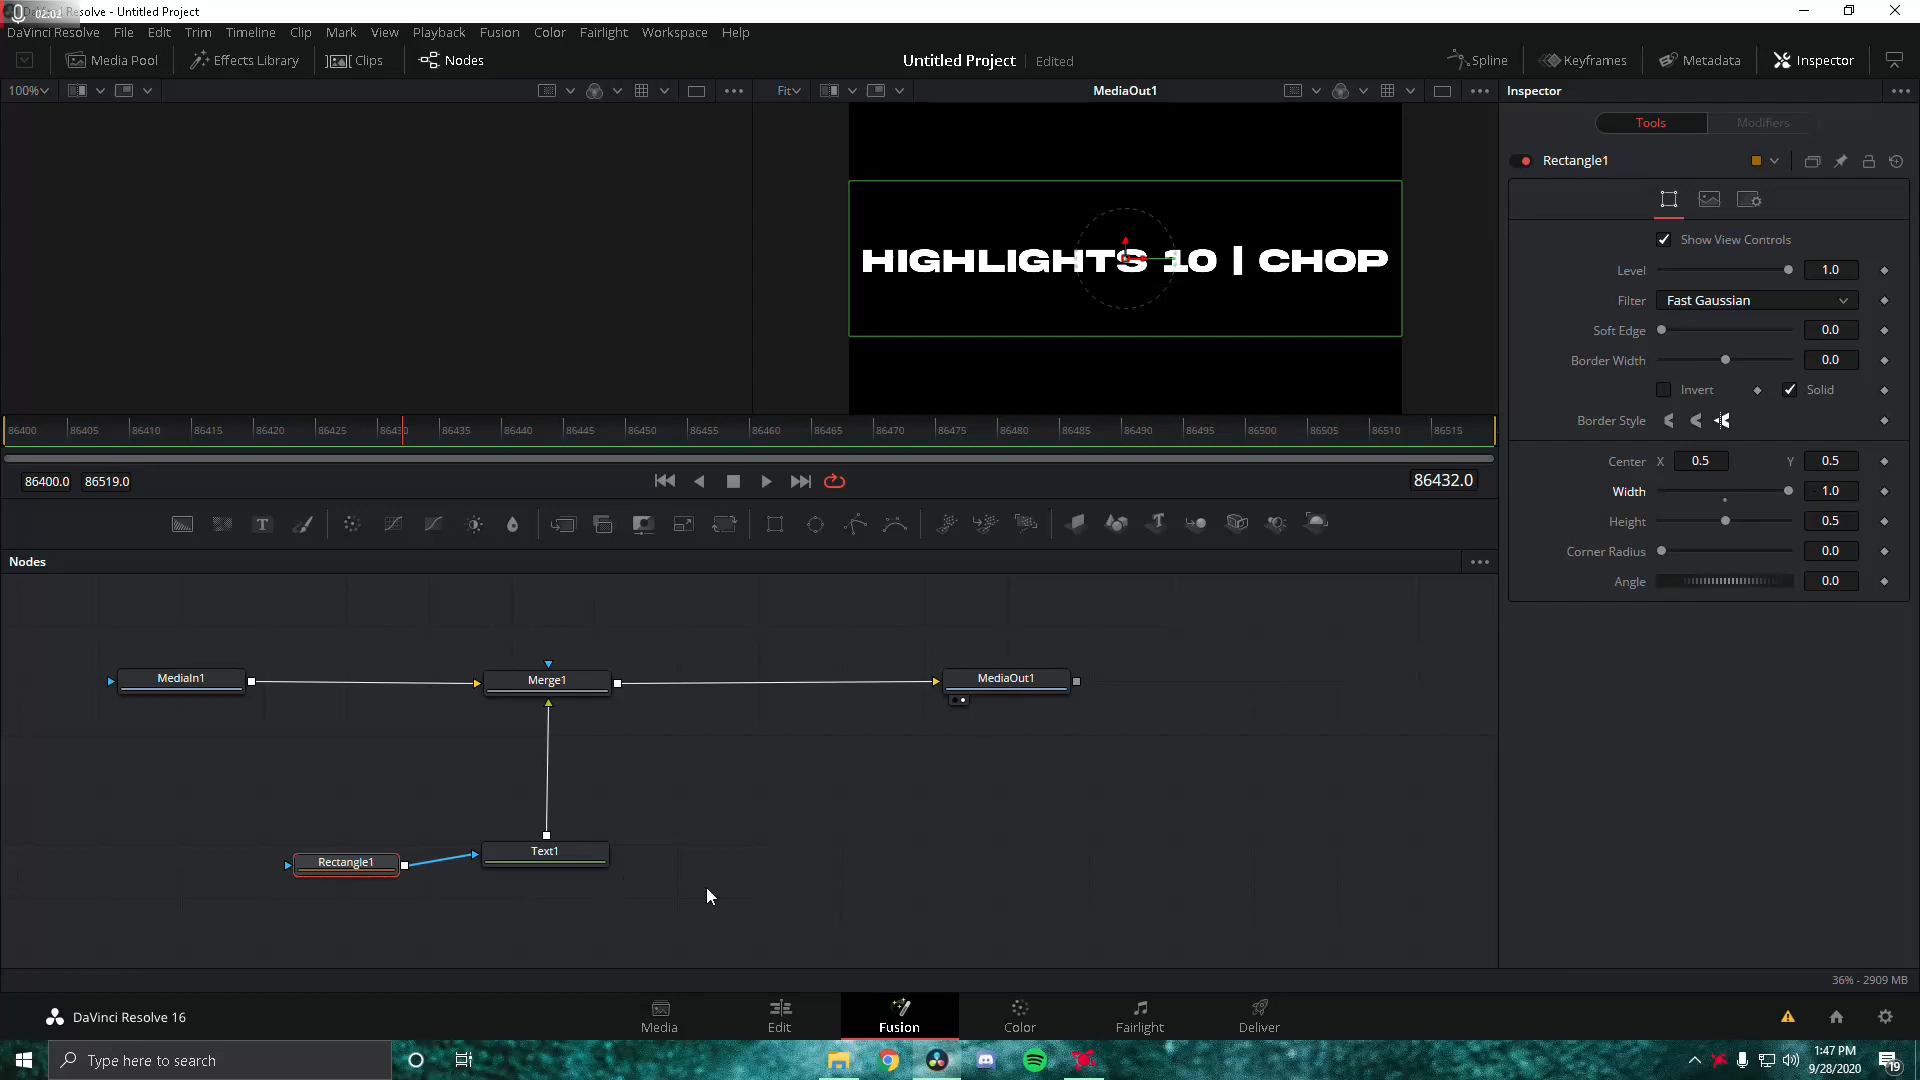 02:02
Resolve - Untitled Project
DaVinci Resolve File Edit Trim Timeline Clip Mark View Playback Fusion Color Fairlight Workspace Help
Media Pool Effects Library Clips Nodes Untitled Project Edited Spline Keyframes Metadata Inspector
100% Fit MediaOut1 Inspector
Tools Modifiers
Rectangle1
Show View Controls
Level 1.0
Filter Fast Gaussian
Soft Edge 0.0
Border Width 0.0
Invert Solid
Border Style
Center X 0.5 Y 0.5
Width 1.0
Height 0.5
Corner Radius 0.0
Angle 0.0
HIGHLIGHTS 10 | CHOP
86400 86405 86410 86415 86420 86425 86430 86435 86440 86445 86450 86455 86460 86465 86470 86475 86480 86485 86490 86495 86500 86505 86510 86515
86400.0 86519.0 86432.0
Nodes
MediaIn1 Merge1 MediaOut1
Rectangle1 Text1
36% - 2909 MB
DaVinci Resolve 16
Media Edit Fusion Color Fairlight Deliver
Type here to search
1:47 PM
9/28/2020
19